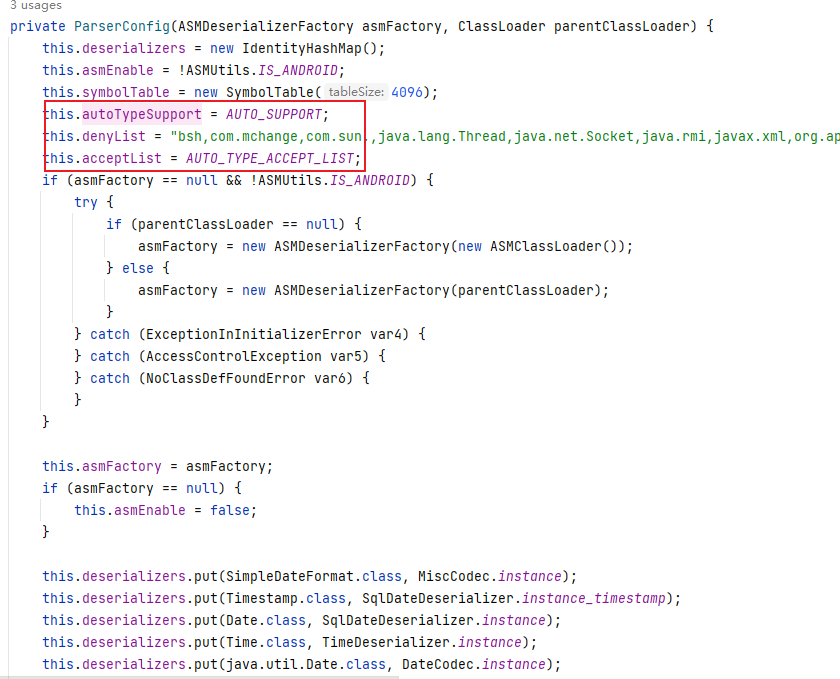 3 usages
private ParserConfig(ASMDeserializerFactory asmFactory, ClassLoader parentClassLoader) {
this.deserializers = new IdentityHashMap();
this.asmEnable = !ASMUtils.IS_ANDROID;
this.symbolTable = new SymbolTable( tableSize: 4096);
this.autoTypeSupport = AUTO_SUPPORT;
this.denyList = "bsh,com.mchange,com.sun.,java.lang.Thread,java.net.Socket,java.rmi,javax.xml,org.ap
this.acceptList = AUTO_TYPE_ACCEPT_LIST;
if (asmFactory == null && !ASMUtils.IS_ANDROID) {
try {
if (parentClassLoader == null) {
asmFactory = new ASMDeserializerFactory(new ASMClassLoader());
} else {
asmFactory = new ASMDeserializerFactory(parentClassLoader);
}
} catch (ExceptionInInitializerError var4) {
} catch (AccessControlException var5) {
} catch (NoClassDefFoundError var6) {
}
}
this.asmFactory = asmFactory;
if (asmFactory == null) {
this.asmEnable = false;
}
this.deserializers.put(SimpleDateFormat.class, MiscCodec.instance);
this.deserializers.put(Timestamp.class, SqlDateDeserializer.instance_timestamp);
this.deserializers.put(Date.class, SqlDateDeserializer.instance);
this.deserializers.put(Time.class, TimeDeserializer.instance);
this.deserializers.put(java.util.Date.class, DateCodec.instance);